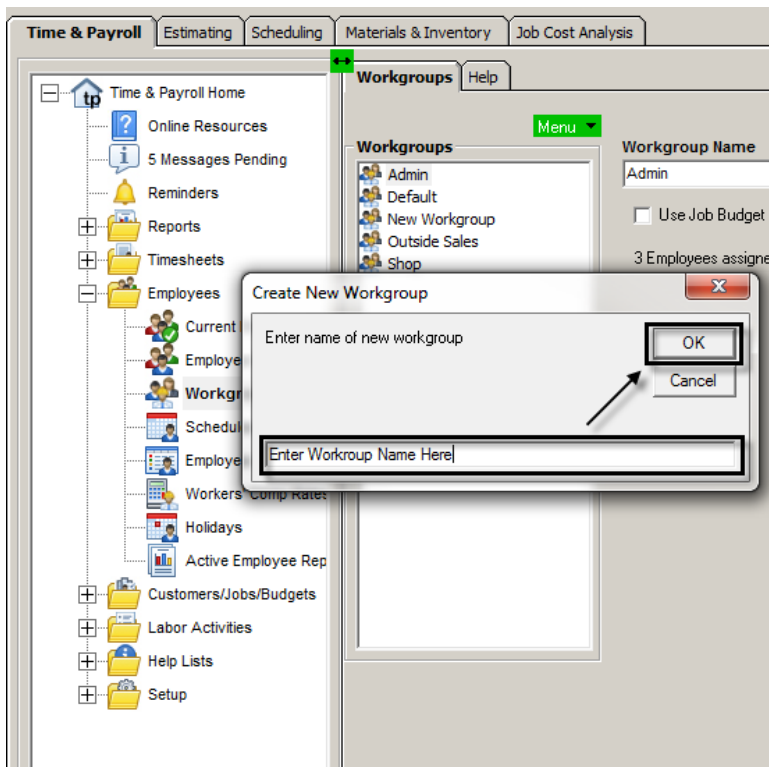 Time & Payroll Estimating Scheduling Materials & Inventory Job Cost Analysis
tp Time & Payroll Home
Online Resources
5 Messages Pending
Reminders
Reports
Timesheets
Employees
Current
Employe
Workgr
Schedul
Employe
Workers' Comp Rates
Holidays
Active Employee Rep
Customers/Jobs/Budgets
Labor Activities
Help Lists
Setup
Workgroups Help
Menu
Workgroups
Admin
Default
New Workgroup
Outside Sales
Shop
Workgroup Name
Admin
Use Job Budget
3 Employees assigne
Create New Workgroup
Enter name of new workgroup
OK
Cancel
Enter Workroup Name Here